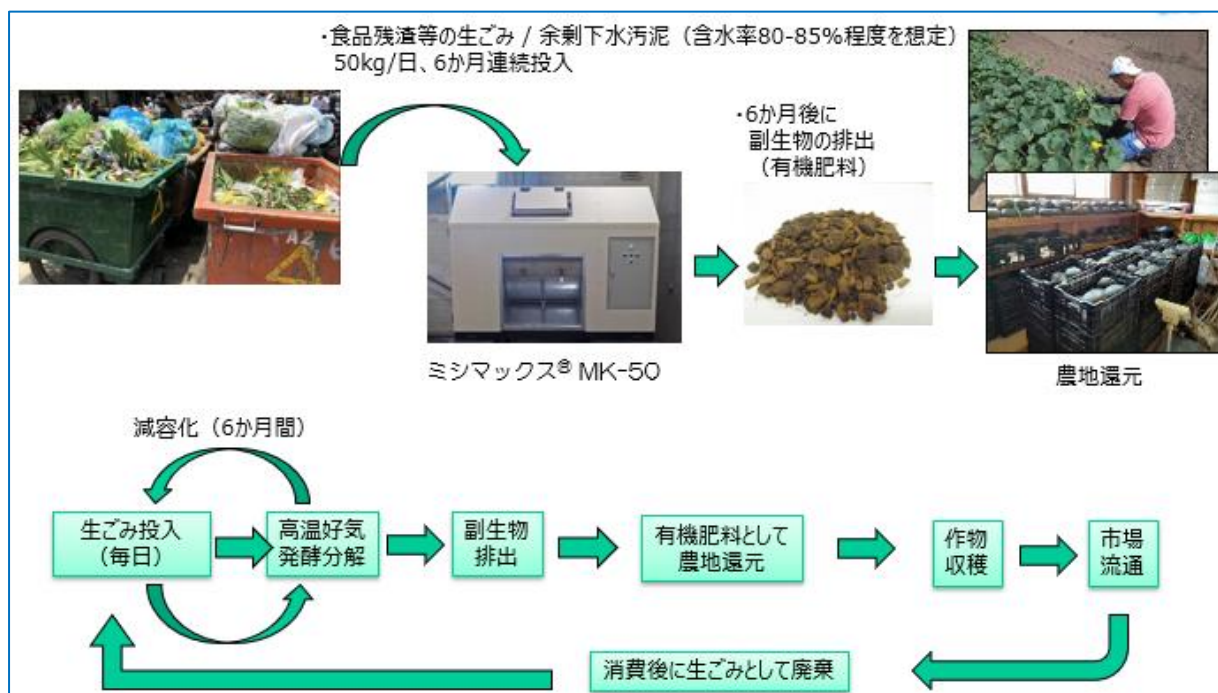 ・食品残渣等の生ごみ / 余剰下水汚泥（含水率80-85%程度を想定）
50kg/日、6か月連続投入
・6か月後に
副生物の排出
（有機肥料）
A2
ミシマックス® MK-50
農地還元
減容化（6か月間）
生ごみ投入
（毎日）
高温好気
発酵分解
副生物
排出
有機肥料として
農地還元
作物
収穫
市場
流通
消費後に生ごみとして廃棄